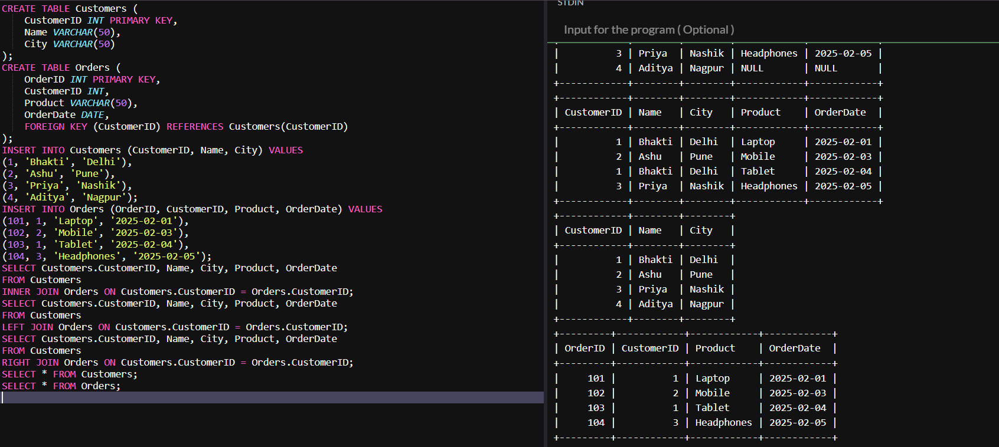 CREATE TABLE Customers (
    CustomerID INT PRIMARY KEY,
    Name VARCHAR(50),
    City VARCHAR(50)
);
CREATE TABLE Orders (
    OrderID INT PRIMARY KEY,
    CustomerID INT,
    Product VARCHAR(50),
    OrderDate DATE,
    FOREIGN KEY (CustomerID) REFERENCES Customers(CustomerID)
);
INSERT INTO Customers (CustomerID, Name, City) VALUES
(1, 'Bhakti', 'Delhi'),
(2, 'Ashu', 'Pune'),
(3, 'Priya', 'Nashik'),
(4, 'Aditya', 'Nagpur');
INSERT INTO Orders (OrderID, CustomerID, Product, OrderDate) VALUES
(101, 1, 'Laptop', '2025-02-01'),
(102, 2, 'Mobile', '2025-02-03'),
(103, 1, 'Tablet', '2025-02-04'),
(104, 3, 'Headphones', '2025-02-05');
SELECT Customers.CustomerID, Name, City, Product, OrderDate
FROM Customers
INNER JOIN Orders ON Customers.CustomerID = Orders.CustomerID;
SELECT Customers.CustomerID, Name, City, Product, OrderDate
FROM Customers
LEFT JOIN Orders ON Customers.CustomerID = Orders.CustomerID;
SELECT Customers.CustomerID, Name, City, Product, OrderDate
FROM Customers
RIGHT JOIN Orders ON Customers.CustomerID = Orders.CustomerID;
SELECT * FROM Customers;
SELECT * FROM Orders;
STDIN
Input for the program ( Optional )
|          3 | Priya  | Nashik | Headphones | 2025-02-05 |
|          4 | Aditya | Nagpur | NULL       | NULL       |
+------------+--------+--------+------------+------------+
+------------+--------+--------+------------+------------+
| CustomerID | Name   | City   | Product    | OrderDate  |
+------------+--------+--------+------------+------------+
|          1 | Bhakti | Delhi  | Laptop     | 2025-02-01 |
|          2 | Ashu   | Pune   | Mobile     | 2025-02-03 |
|          1 | Bhakti | Delhi  | Tablet     | 2025-02-04 |
|          3 | Priya  | Nashik | Headphones | 2025-02-05 |
+------------+--------+--------+------------+------------+
+------------+--------+--------+
| CustomerID | Name   | City   |
+------------+--------+--------+
|          1 | Bhakti | Delhi  |
|          2 | Ashu   | Pune   |
|          3 | Priya  | Nashik |
|          4 | Aditya | Nagpur |
+------------+--------+--------+
+---------+------------+------------+------------+
| OrderID | CustomerID | Product    | OrderDate  |
+---------+------------+------------+------------+
|     101 |          1 | Laptop     | 2025-02-01 |
|     102 |          2 | Mobile     | 2025-02-03 |
|     103 |          1 | Tablet     | 2025-02-04 |
|     104 |          3 | Headphones | 2025-02-05 |
+---------+------------+------------+------------+